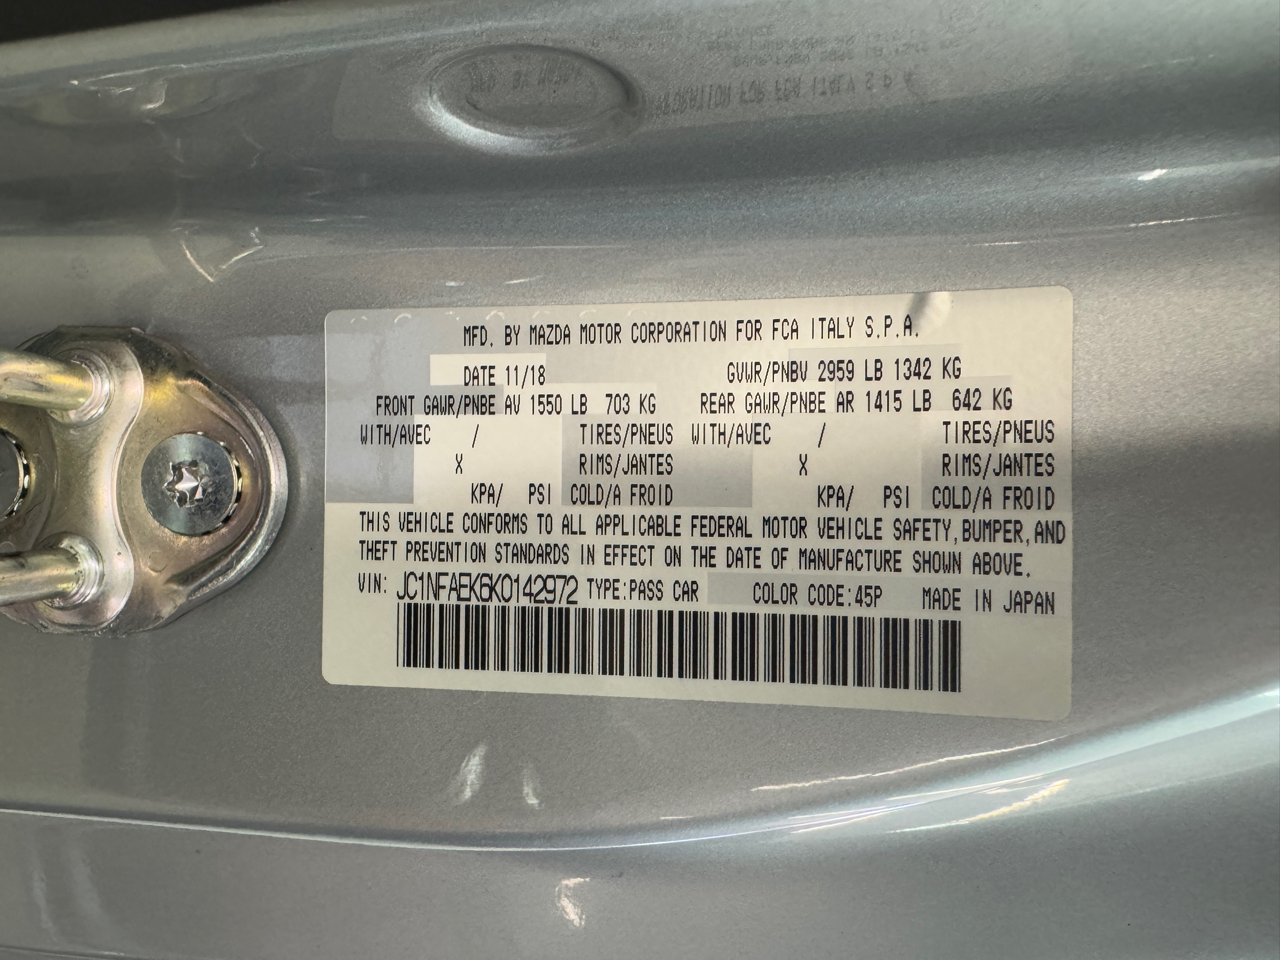 MFD. BY MAZDA MOTOR CORPORATION FOR FCA ITALY S.P.A.
DATE 11/18 GVWR/PNBV 2959 LB 1342 KG
FRONT GAWR/PNBE AV 1550 LB 703 KG REAR GAWR/PNBE AR 1415 LB 642 KG
WITH/AVEC / TIRES/PNEUS WITH/AVEC / TIRES/PNEUS
X RIMS/JANTES X RIMS/JANTES
KPA/ PSI COLD/A FROID KPA/ PSI COLD/A FROID
THIS VEHICLE CONFORMS TO ALL APPLICABLE FEDERAL MOTOR VEHICLE SAFETY, BUMPER, AND
THEFT PREVENTION STANDARDS IN EFFECT ON THE DATE OF MANUFACTURE SHOWN ABOVE.
VIN: JC1NFAEK6K0142972 TYPE:PASS CAR COLOR CODE:45P MADE IN JAPAN